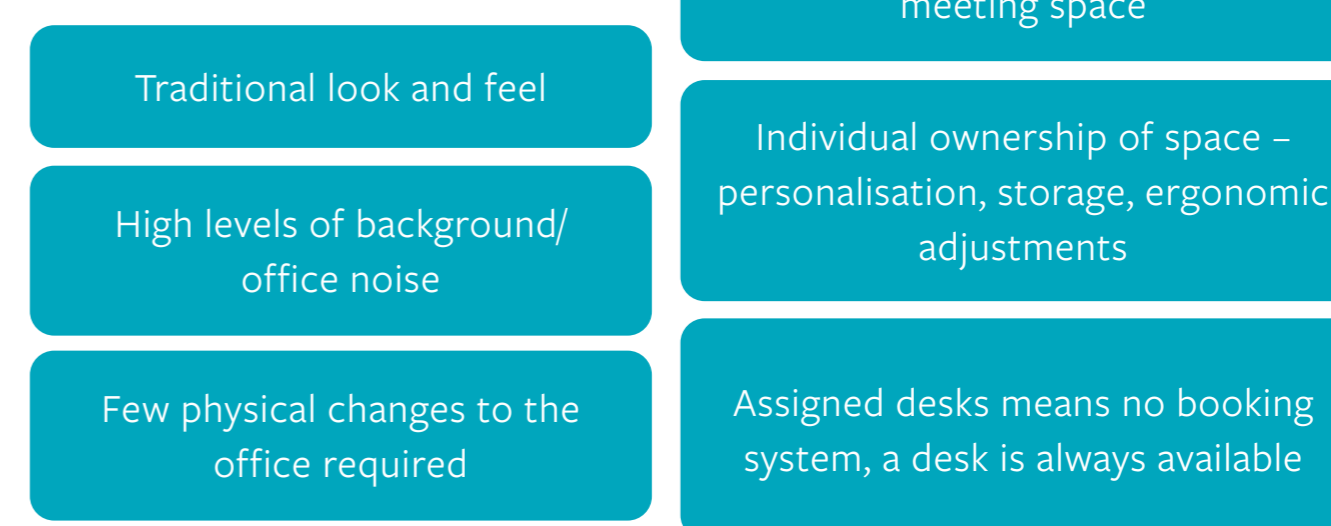 Traditional look and feel
High levels of background/
office noise
Few physical changes to the
office required
meeting space
Individual ownership of space –
personalisation, storage, ergonomic
adjustments
Assigned desks means no booking
system, a desk is always available